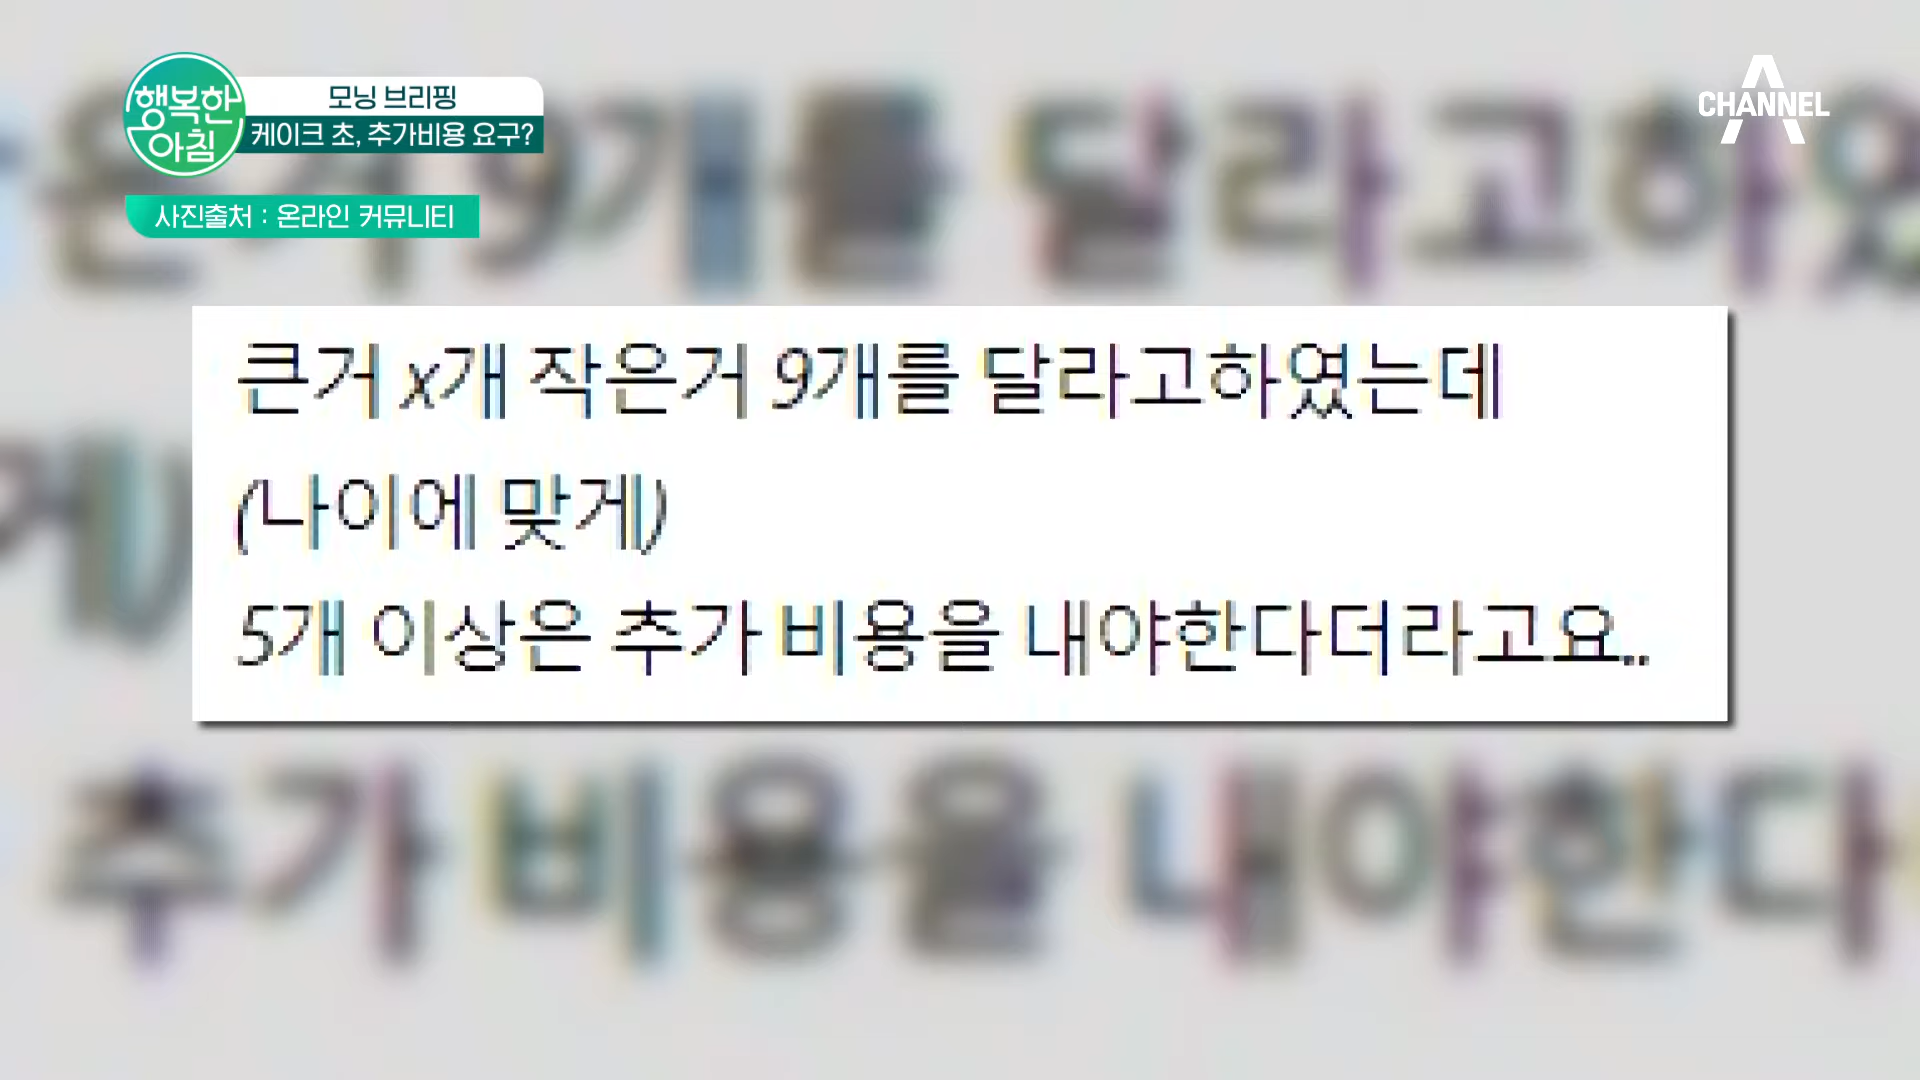 행복한
아침
모닝 브리핑
케이크 초, 추가비용 요구?
사진출처 : 온라인 커뮤니티
CHANNEL A
큰거 x개 작은거 9개를 달라고하였는데
(나이에 맞게)
5개 이상은 추가 비용을 내야한다더라고요..